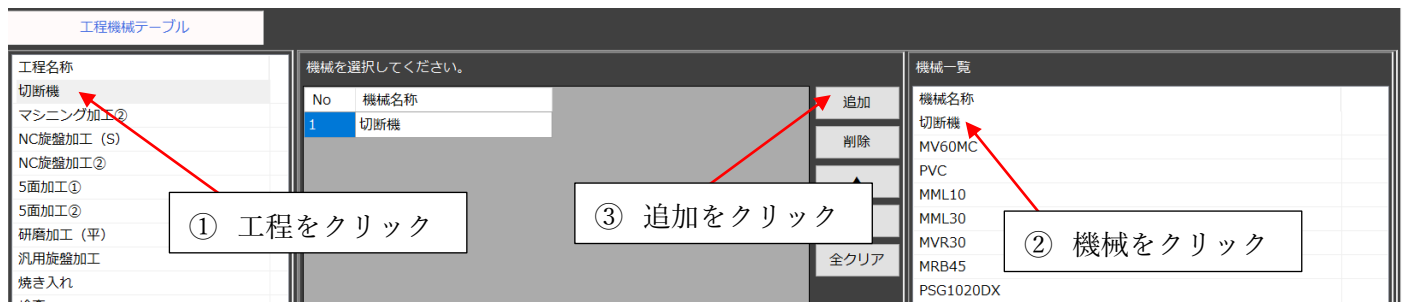 工程機械テーブル
工程名称
切断機
マシニング加工②
NC旋盤加工（S）
NC旋盤加工②
5面加工①
5面加工②
研磨加工（平）
汎用旋盤加工
焼き入れ
① 工程をクリック
機械を選択してください。
No 機械名称
1 切断機
追加
削除
▲
全クリア
③ 追加をクリック
機械一覧
機械名称
切断機
MV60MC
PVC
MML10
MML30
MVR30
MRB45
PSG1020DX
② 機械をクリック